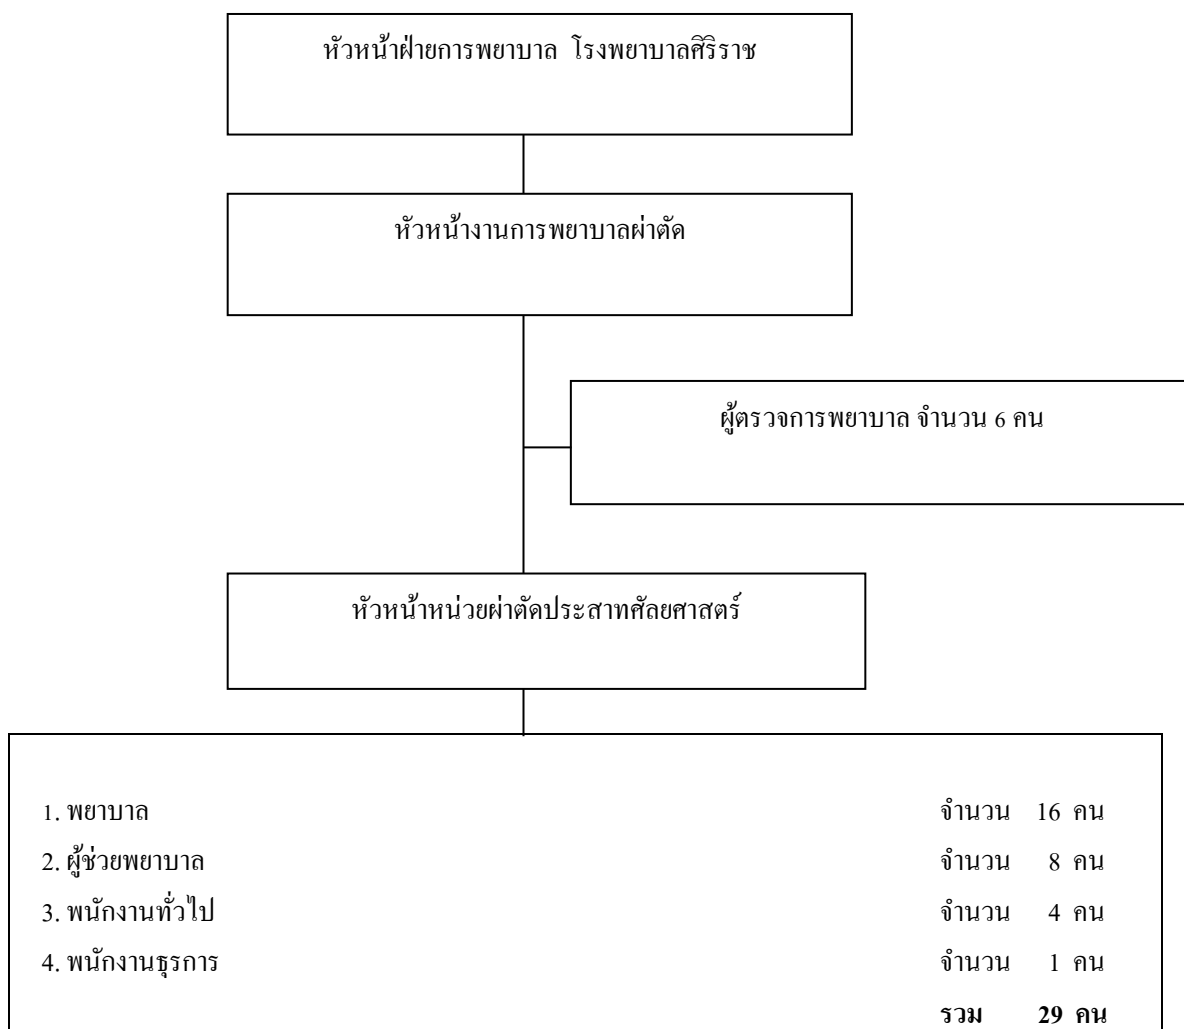 หัวหน้าฝ่ายการพยาบาล โรงพยาบาลศิริราช
หัวหน้างานการพยาบาลผ่าตัด
ผู้ตรวจการพยาบาล จำนวน 6 คน
หัวหน้าหน่วยผ่าตัดประสาทศัลยศาสตร์
1. พยาบาล จำนวน 16 คน
2. ผู้ช่วยพยาบาล จำนวน 8 คน
3. พนักงานทั่วไป จำนวน 4 คน
4. พนักงานธุรการ จำนวน 1 คน
รวม 29 คน